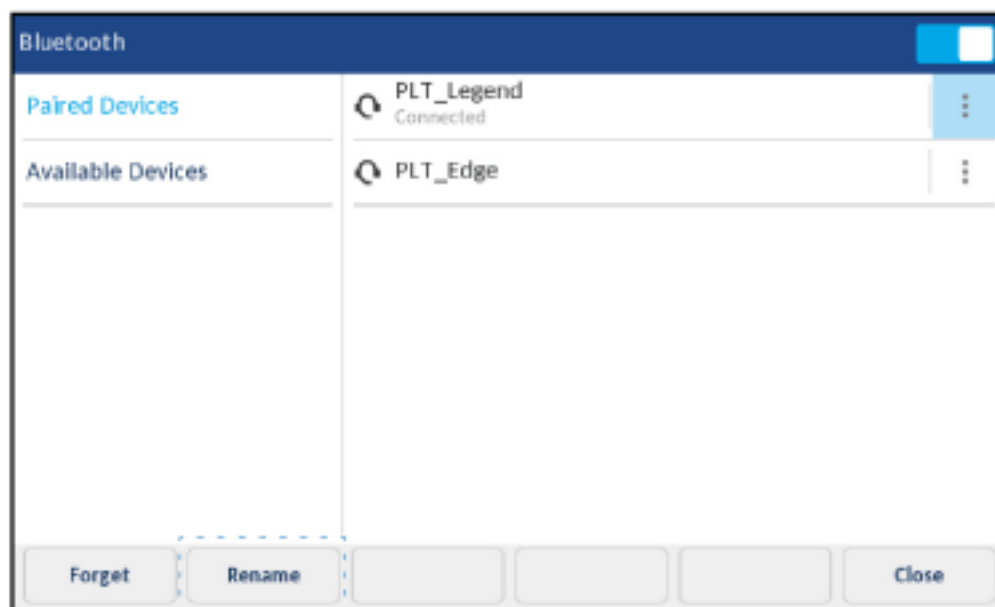 Bluetooth
Paired Devices
Available Devices
PLT_Legend
Connected
PLT_Edge
Forget
Rename
Close